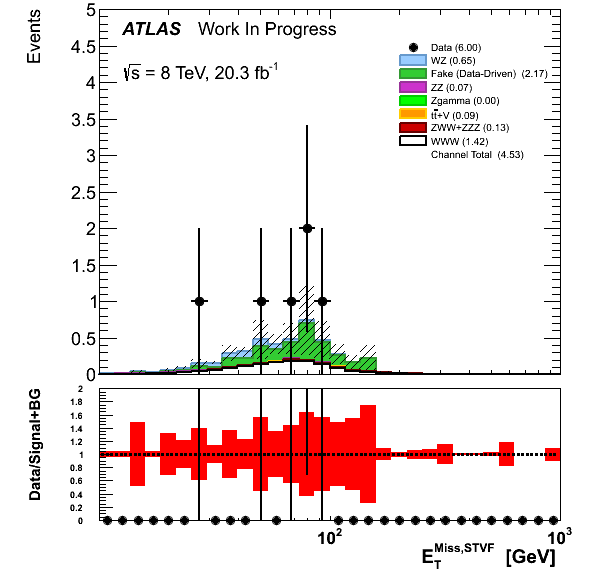 Events
5
4.5
4
3.5
3
2.5
2
1.5
1
0.5
0
ATLAS Work In Progress
√s = 8 TeV, 20.3 fb⁻¹
Data (6.00)
WZ (0.65)
Fake (Data-Driven) (2.17)
ZZ (0.07)
Zgamma (0.00)
tt̄+V (0.09)
ZWW+ZZZ (0.13)
WWW (1.42)
Channel Total (4.53)
Data/Signal+BG
2
1.8
1.6
1.4
1.2
1
0.8
0.6
0.4
0.2
0
10²
10³
E_T^Miss,STVF [GeV]